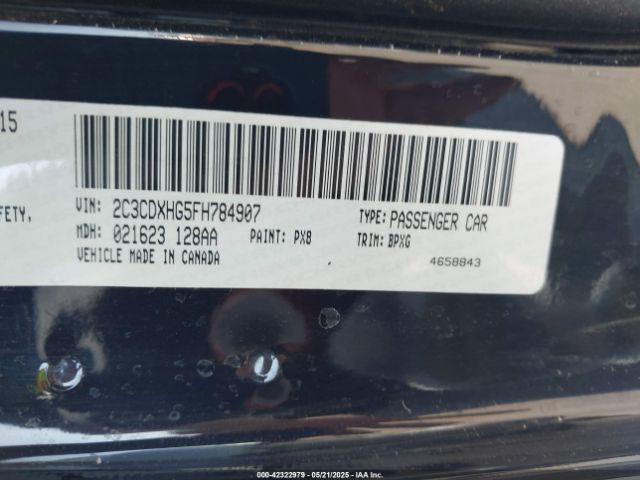 15
FETY,
VIN: 2C3CDXHG5FH784907
TYPE: PASSENGER CAR
MDH: 021623 128AA
PAINT: PX8
TRIM: BPXG
VEHICLE MADE IN CANADA
4658843
000-42322979 - 05/21/2025 - IAA, Inc.